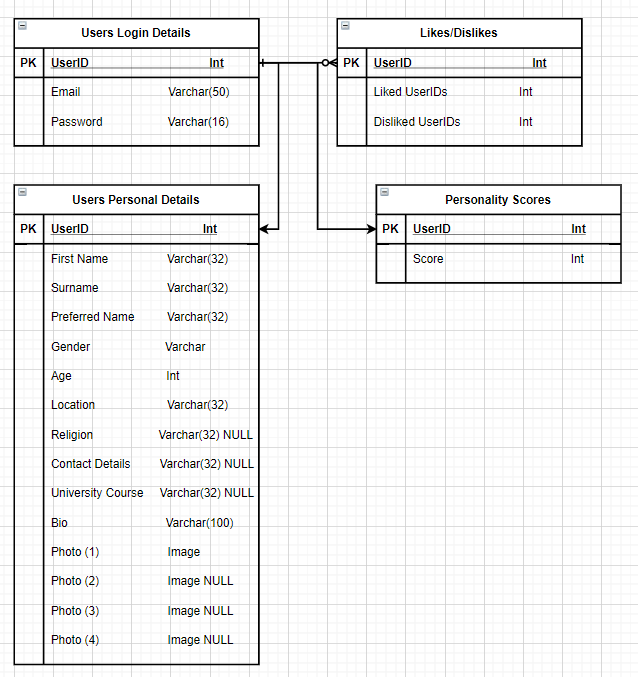 Users Login Details
PK UserID Int
Email Varchar(50)
Password Varchar(16)
Likes/Dislikes
PK UserID Int
Liked UserIDs Int
Disliked UserIDs Int
Users Personal Details
PK UserID Int
First Name Varchar(32)
Surname Varchar(32)
Preferred Name Varchar(32)
Gender Varchar
Age Int
Location Varchar(32)
Religion Varchar(32) NULL
Contact Details Varchar(32) NULL
University Course Varchar(32) NULL
Bio Varchar(100)
Photo (1) Image
Photo (2) Image NULL
Photo (3) Image NULL
Photo (4) Image NULL
Personality Scores
PK UserID Int
Score Int